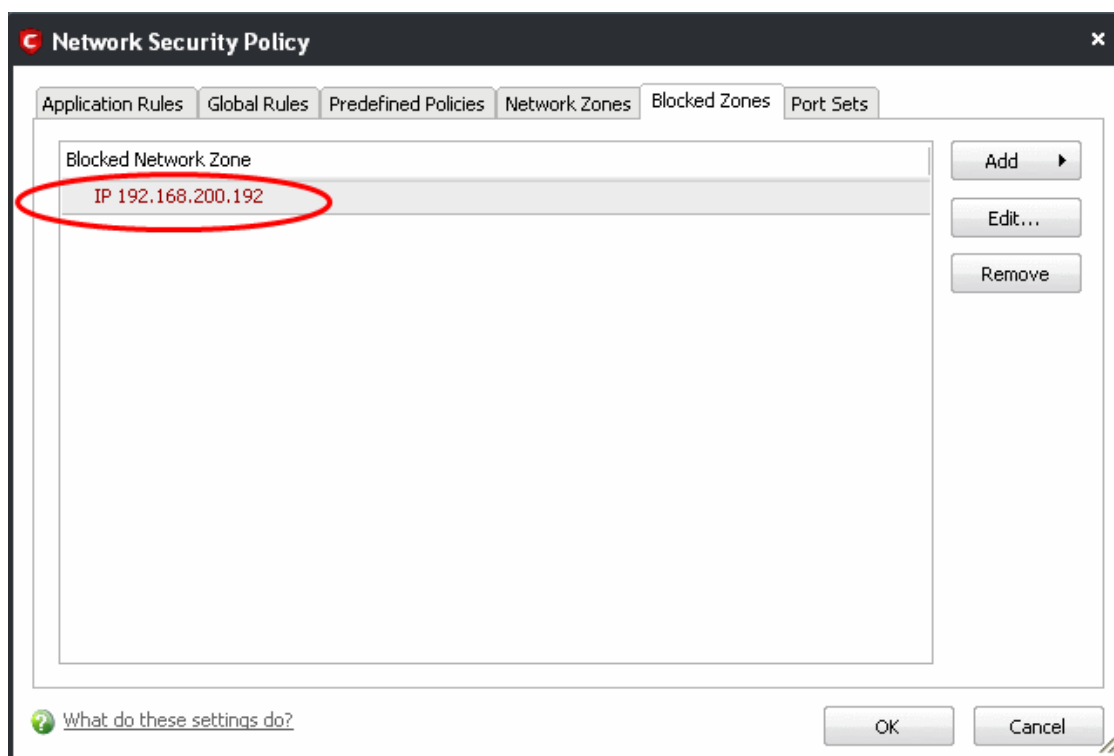 Network Security Policy
Application Rules
Global Rules
Predefined Policies
Network Zones
Blocked Zones
Port Sets
Blocked Network Zone
IP 192.168.200.192
Add
Edit...
Remove
What do these settings do?
OK
Cancel